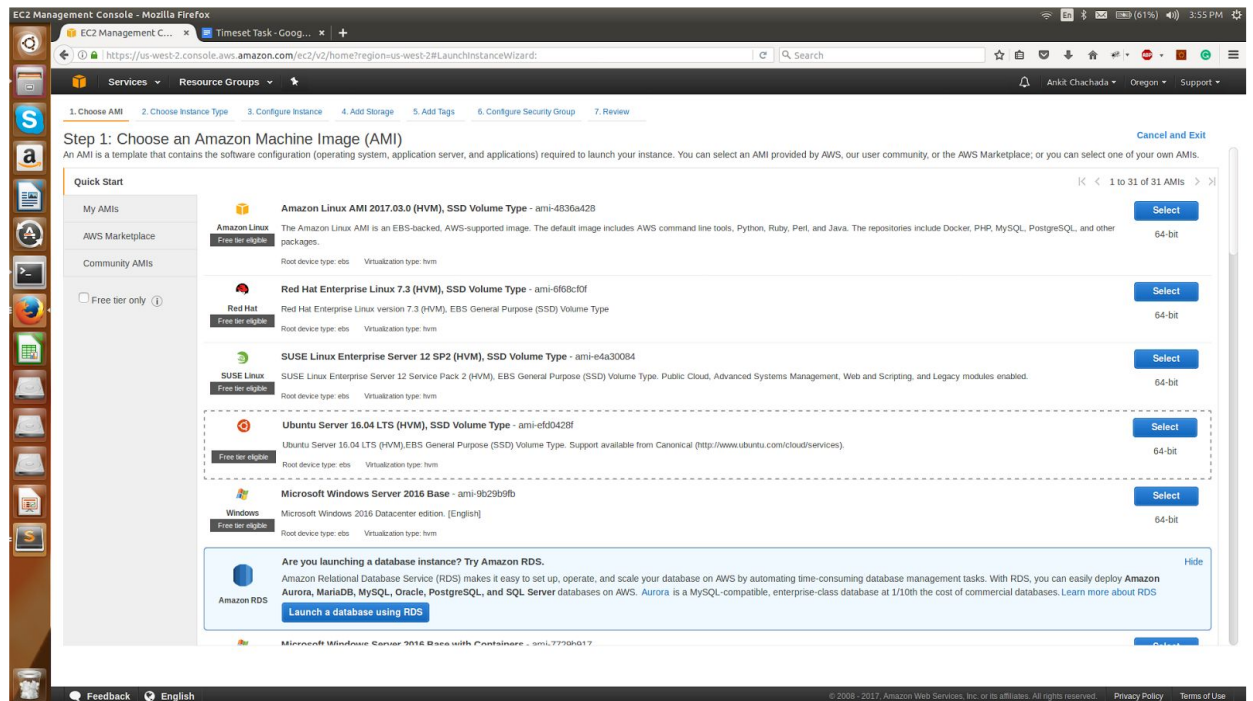 EC2 Management Console - Mozilla Firefox
En (61%) 3:55 PM
EC2 Management C... × Timeset Task - Goog... × +
https://us-west-2.console.aws.amazon.com/ec2/v2/home?region=us-west-2#LaunchInstanceWizard:
Search
Services Resource Groups
Ankit Chachada Oregon Support
1. Choose AMI 2. Choose Instance Type 3. Configure Instance 4. Add Storage 5. Add Tags 6. Configure Security Group 7. Review
Step 1: Choose an Amazon Machine Image (AMI)
Cancel and Exit
An AMI is a template that contains the software configuration (operating system, application server, and applications) required to launch your instance. You can select an AMI provided by AWS, our user community, or the AWS Marketplace; or you can select one of your own AMIs.
Quick Start
1 to 31 of 31 AMIs
My AMIs
AWS Marketplace
Community AMIs
Free tier only
Amazon Linux
Free tier eligible
Amazon Linux AMI 2017.03.0 (HVM), SSD Volume Type - ami-4836a428
The Amazon Linux AMI is an EBS-backed, AWS-supported image. The default image includes AWS command line tools, Python, Ruby, Perl, and Java. The repositories include Docker, PHP, MySQL, PostgreSQL, and other
packages.
Root device type: ebs Virtualization type: hvm
Select
64-bit
Red Hat
Free tier eligible
Red Hat Enterprise Linux 7.3 (HVM), SSD Volume Type - ami-6f68cf0f
Red Hat Enterprise Linux version 7.3 (HVM), EBS General Purpose (SSD) Volume Type
Root device type: ebs Virtualization type: hvm
Select
64-bit
SUSE Linux
Free tier eligible
SUSE Linux Enterprise Server 12 SP2 (HVM), SSD Volume Type - ami-e4a30084
SUSE Linux Enterprise Server 12 Service Pack 2 (HVM), EBS General Purpose (SSD) Volume Type. Public Cloud, Advanced Systems Management, Web and Scripting, and Legacy modules enabled.
Root device type: ebs Virtualization type: hvm
Select
64-bit
Free tier eligible
Ubuntu Server 16.04 LTS (HVM), SSD Volume Type - ami-efd0428f
Ubuntu Server 16.04 LTS (HVM),EBS General Purpose (SSD) Volume Type. Support available from Canonical (http://www.ubuntu.com/cloud/services).
Root device type: ebs Virtualization type: hvm
Select
64-bit
Windows
Free tier eligible
Microsoft Windows Server 2016 Base - ami-9b29b9fb
Microsoft Windows 2016 Datacenter edition. [English]
Root device type: ebs Virtualization type: hvm
Select
64-bit
Amazon RDS
Are you launching a database instance? Try Amazon RDS.
Hide
Amazon Relational Database Service (RDS) makes it easy to set up, operate, and scale your database on AWS by automating time-consuming database management tasks. With RDS, you can easily deploy Amazon
Aurora, MariaDB, MySQL, Oracle, PostgreSQL, and SQL Server databases on AWS. Aurora is a MySQL-compatible, enterprise-class database at 1/10th the cost of commercial databases. Learn more about RDS
Launch a database using RDS
Microsoft Windows Server 2016 Base with Containers - ami-7729b917
Select
Feedback English
© 2008 - 2017, Amazon Web Services, Inc. or its affiliates. All rights reserved. Privacy Policy Terms of Use